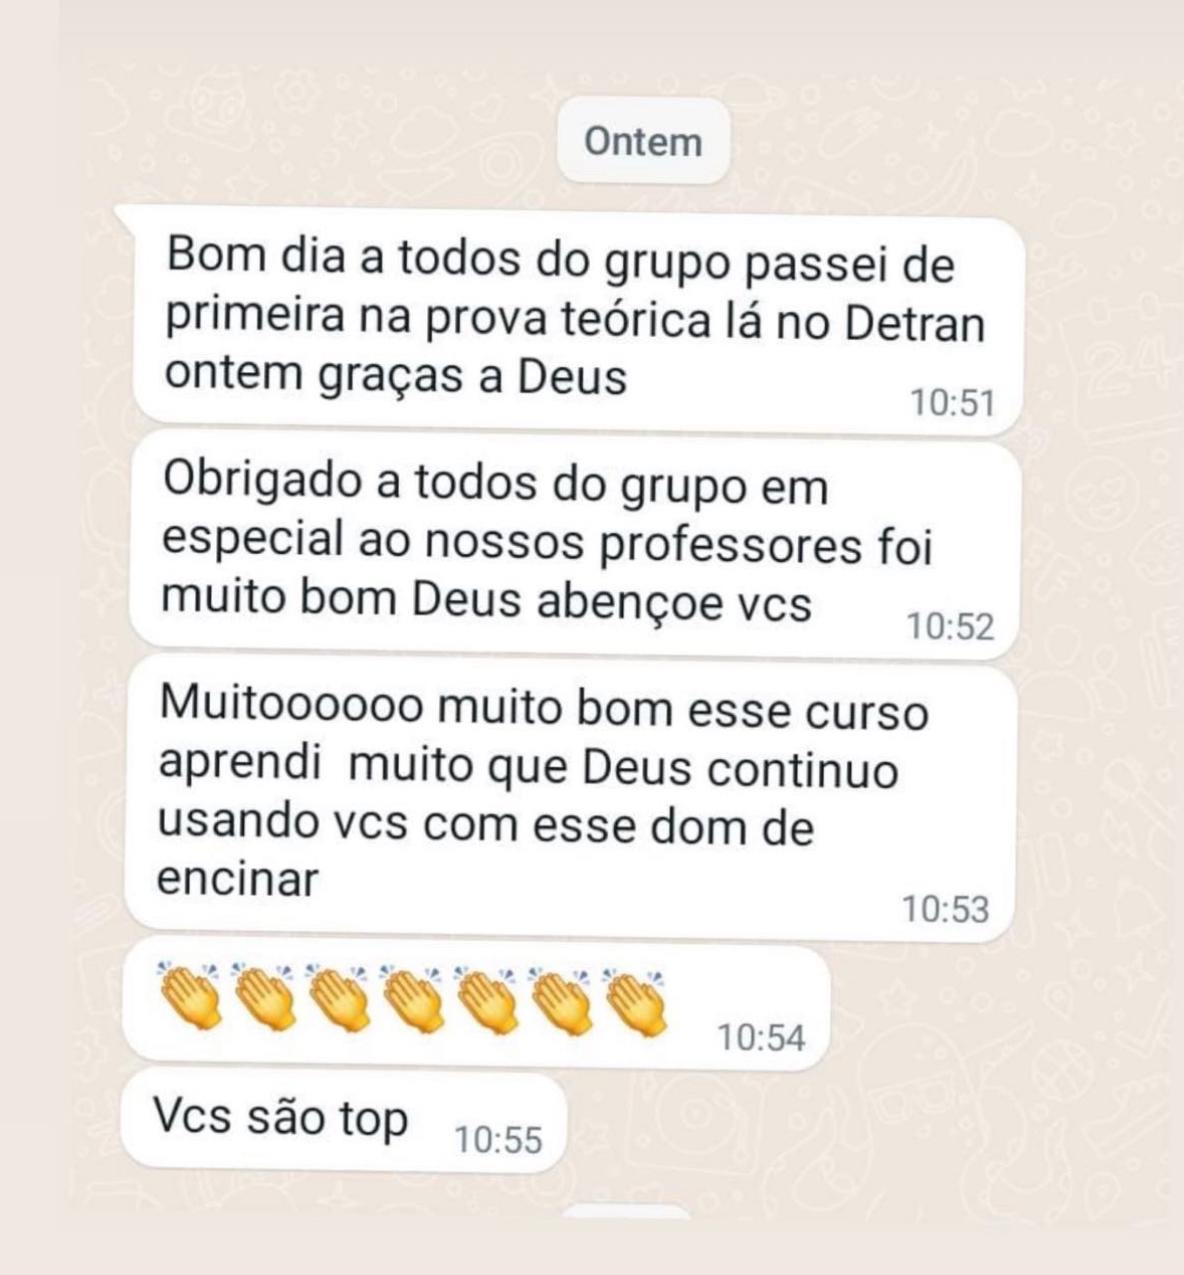 Ontem
Bom dia a todos do grupo passei de
primeira na prova teórica lá no Detran
ontem graças a Deus
10:51
Obrigado a todos do grupo em
especial ao nossos professores foi
muito bom Deus abençoe vcs
10:52
Muitoooooo muito bom esse curso
aprendi  muito que Deus continuo
usando vcs com esse dom de
encinar
10:53
👏👏👏👏👏👏👏
10:54
Vcs são top
10:55